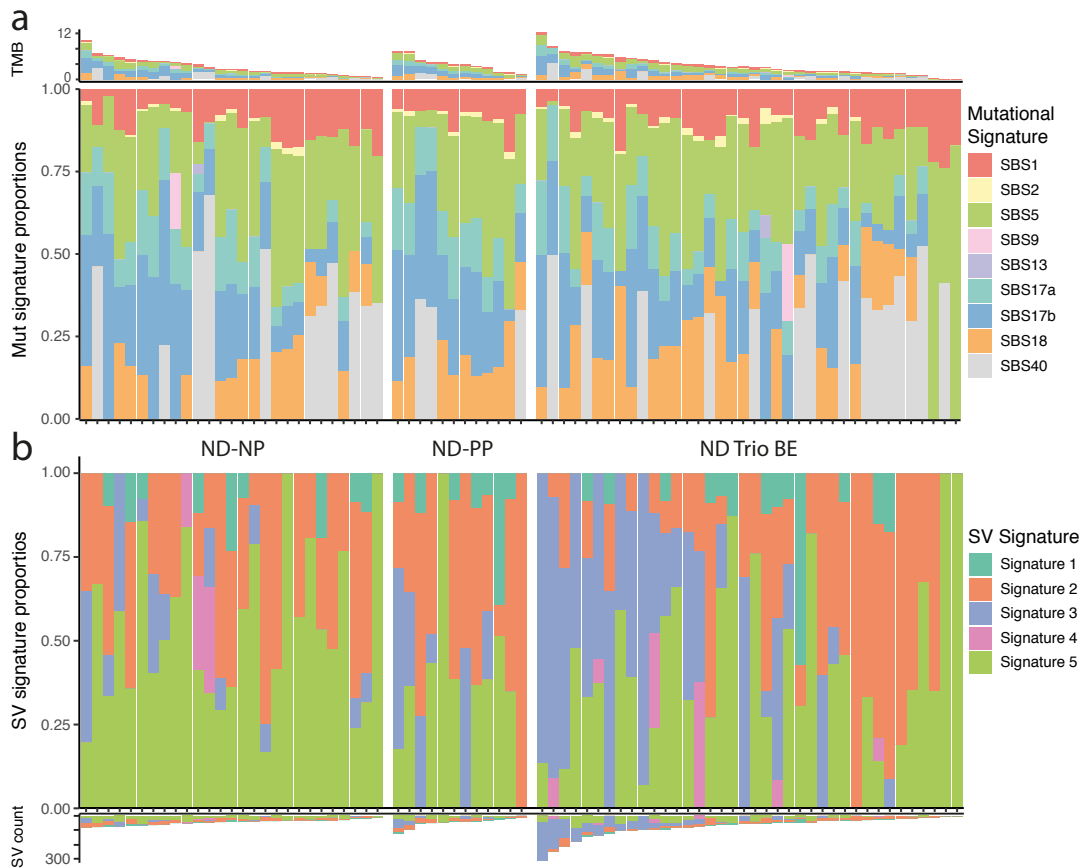 a
TMB
12
4
0
Mut signature proportions
1.00
0.75
0.50
0.25
0.00
Mutational
Signature
SBS1
SBS2
SBS5
SBS9
SBS13
SBS17a
SBS17b
SBS18
SBS40
b
ND-NP
ND-PP
ND Trio BE
SV signature proportios
1.00
0.75
0.50
0.25
0.00
SV Signature
Signature 1
Signature 2
Signature 3
Signature 4
Signature 5
SV count
300